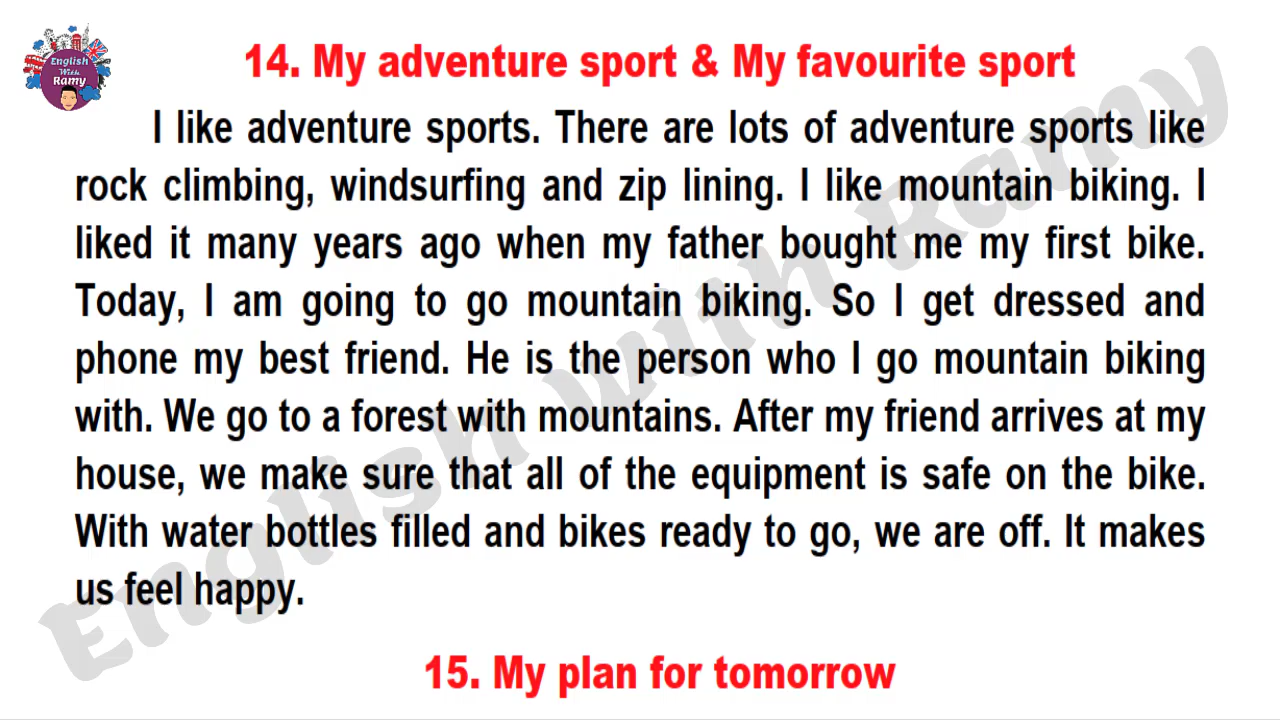 English
With
Ramy
14. My adventure sport & My favourite sport
I like adventure sports. There are lots of adventure sports like
rock climbing, windsurfing and zip lining. I like mountain biking. I
liked it many years ago when my father bought me my first bike.
Today, I am going to go mountain biking. So I get dressed and
phone my best friend. He is the person who I go mountain biking
with. We go to a forest with mountains. After my friend arrives at my
house, we make sure that all of the equipment is safe on the bike.
With water bottles filled and bikes ready to go, we are off. It makes
us feel happy.
English with Ramy
15. My plan for tomorrow